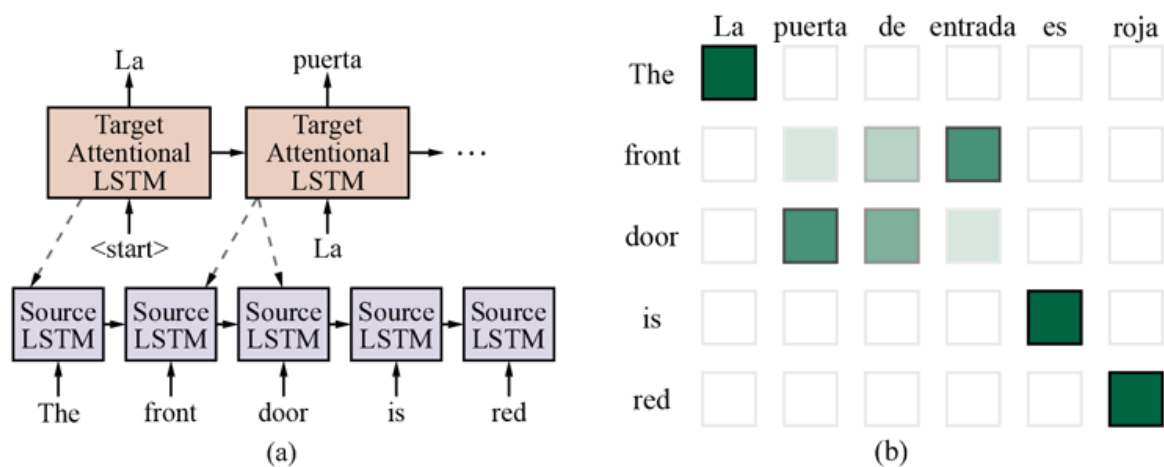 La puerta
Target Attentional LSTM
Target Attentional LSTM
...
<start>
La
Source LSTM
Source LSTM
Source LSTM
Source LSTM
Source LSTM
The front door is red
(a)
La puerta de entrada es roja
The
front
door
is
red
(b)